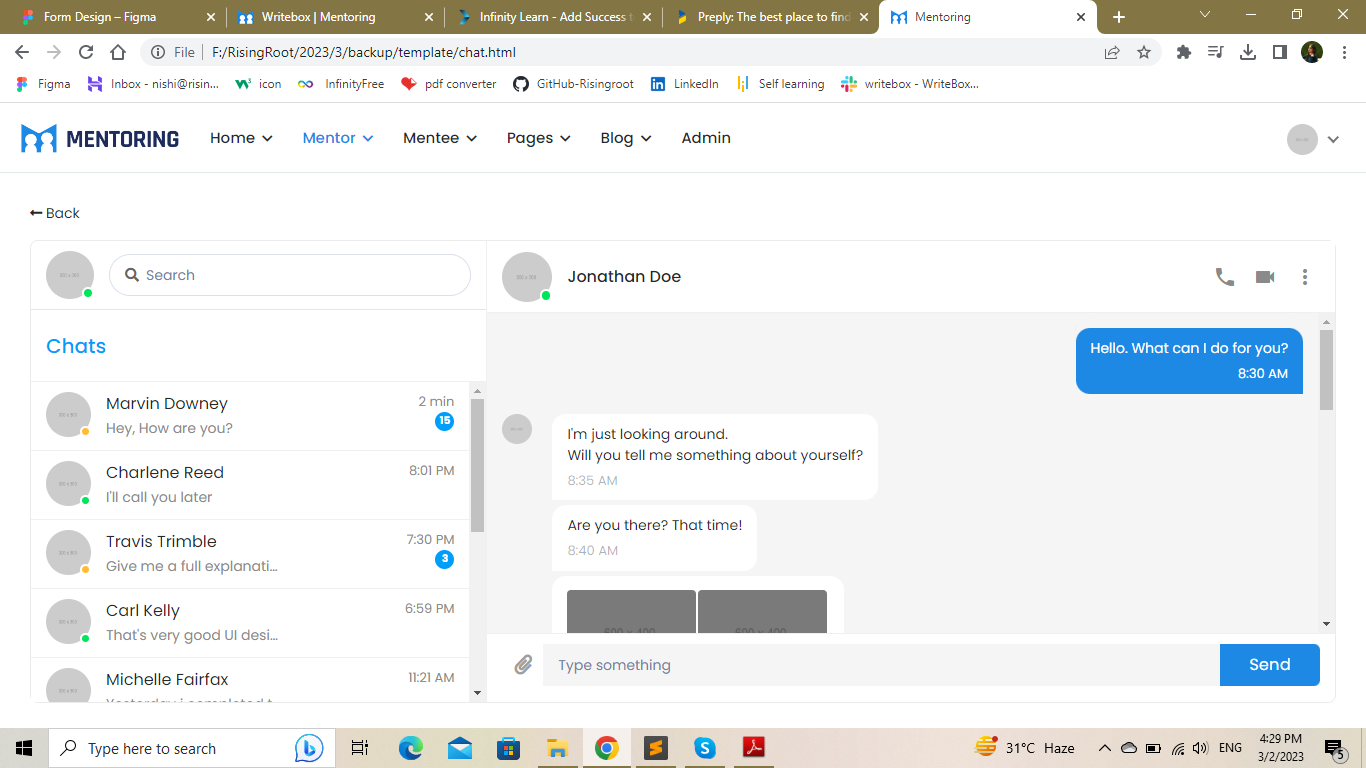 Form Design – Figma
Writebox | Mentoring
Infinity Learn - Add Success t
Preply: The best place to find
Mentoring
File
F:/RisingRoot/2023/3/backup/template/chat.html
Figma
Inbox - nishi@risin...
icon
InfinityFree
pdf converter
GitHub-Risingroot
LinkedIn
Self learning
writebox - WriteBox...
MENTORING
Home
Mentor
Mentee
Pages
Blog
Admin
Back
Search
Jonathan Doe
Chats
Marvin Downey
2 min
Hey, How are you?
15
Charlene Reed
8:01 PM
I'll call you later
Travis Trimble
7:30 PM
Give me a full explanati...
3
Carl Kelly
6:59 PM
That's very good UI desi...
Michelle Fairfax
11:21 AM
Hello. What can I do for you?
8:30 AM
I'm just looking around.
Will you tell me something about yourself?
8:35 AM
Are you there? That time!
8:40 AM
Type something
Send
Type here to search
31°C Haze
ENG
4:29 PM
3/2/2023
5